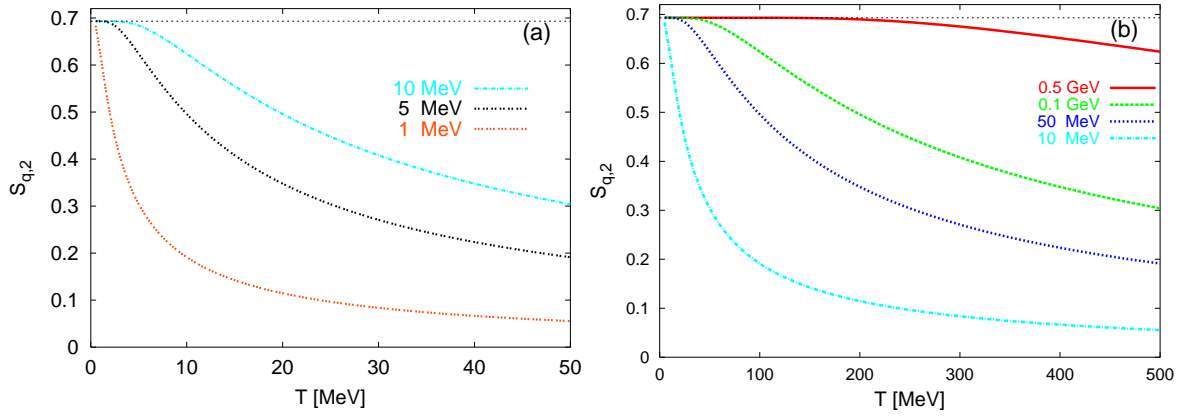 0.7
0.6
0.5
0.4
0.3
0.2
0.1
0
0 10 20 30 40 50
S_{q,2}
T [MeV]
(a)
10 MeV
5 MeV
1 MeV
0.7
0.6
0.5
0.4
0.3
0.2
0.1
0
0 100 200 300 400 500
S_{q,2}
T [MeV]
(b)
0.5 GeV
0.1 GeV
50 MeV
10 MeV